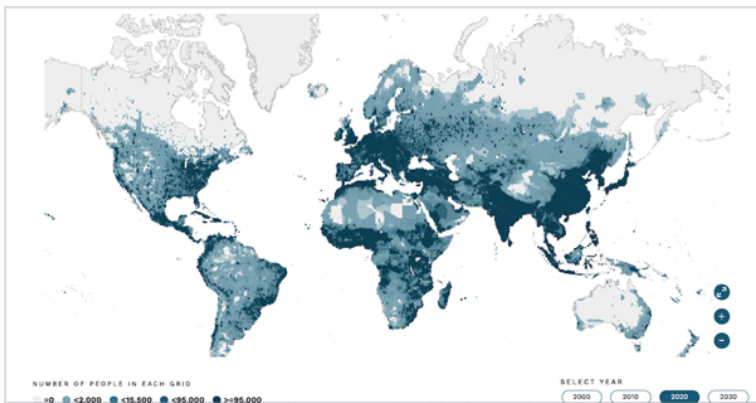 NUMBER OF PEOPLE IN EACH GRID
=0 <2.000 <15.500 <95.000 >=95.000
SELECT YEAR
2000 2010 2020 2030